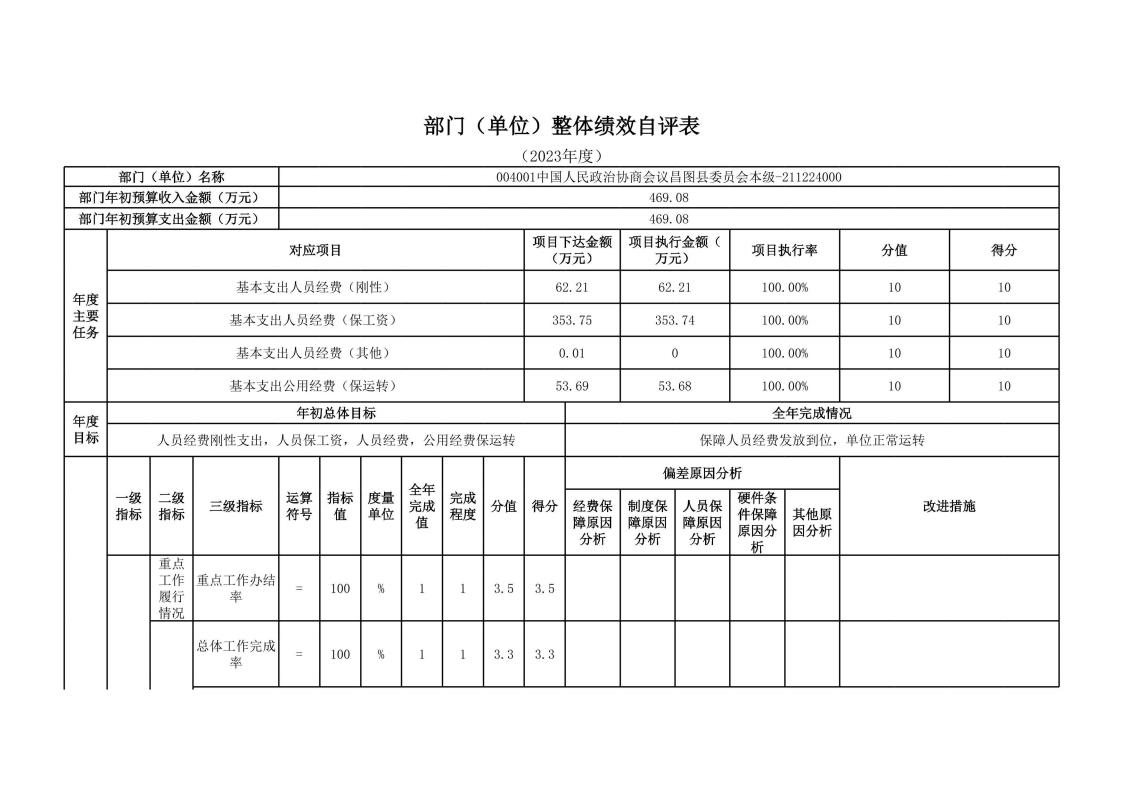 部门（单位）整体绩效自评表
（2023年度）
部门（单位）名称 004001中国人民政治协商会议昌图县委员会本级-211224000
部门年初预算收入金额（万元） 469.08
部门年初预算支出金额（万元） 469.08
年度
主要
任务
对应项目 项目下达金额（万元） 项目执行金额（万元） 项目执行率 分值 得分
基本支出人员经费（刚性） 62.21 62.21 100.00% 10 10
基本支出人员经费（保工资） 353.75 353.74 100.00% 10 10
基本支出人员经费（其他） 0.01 0 100.00% 10 10
基本支出公用经费（保运转） 53.69 53.68 100.00% 10 10
年度
目标
年初总体目标 全年完成情况
人员经费刚性支出，人员保工资，人员经费，公用经费保运转 保障人员经费发放到位，单位正常运转
一级
指标
二级
指标
三级指标
运算
符号
指标
值
度量
单位
全年
完成
值
完成
程度
分值
得分
偏差原因分析
经费保
障原因
分析
制度保
障原因
分析
人员保
障原因
分析
硬件条
件保障
原因分
析
其他原
因分析
改进措施
重点
工作
履行
情况
重点工作办结
率
= 100 % 1 1 3.5 3.5
总体工作完成
率
= 100 % 1 1 3.3 3.3